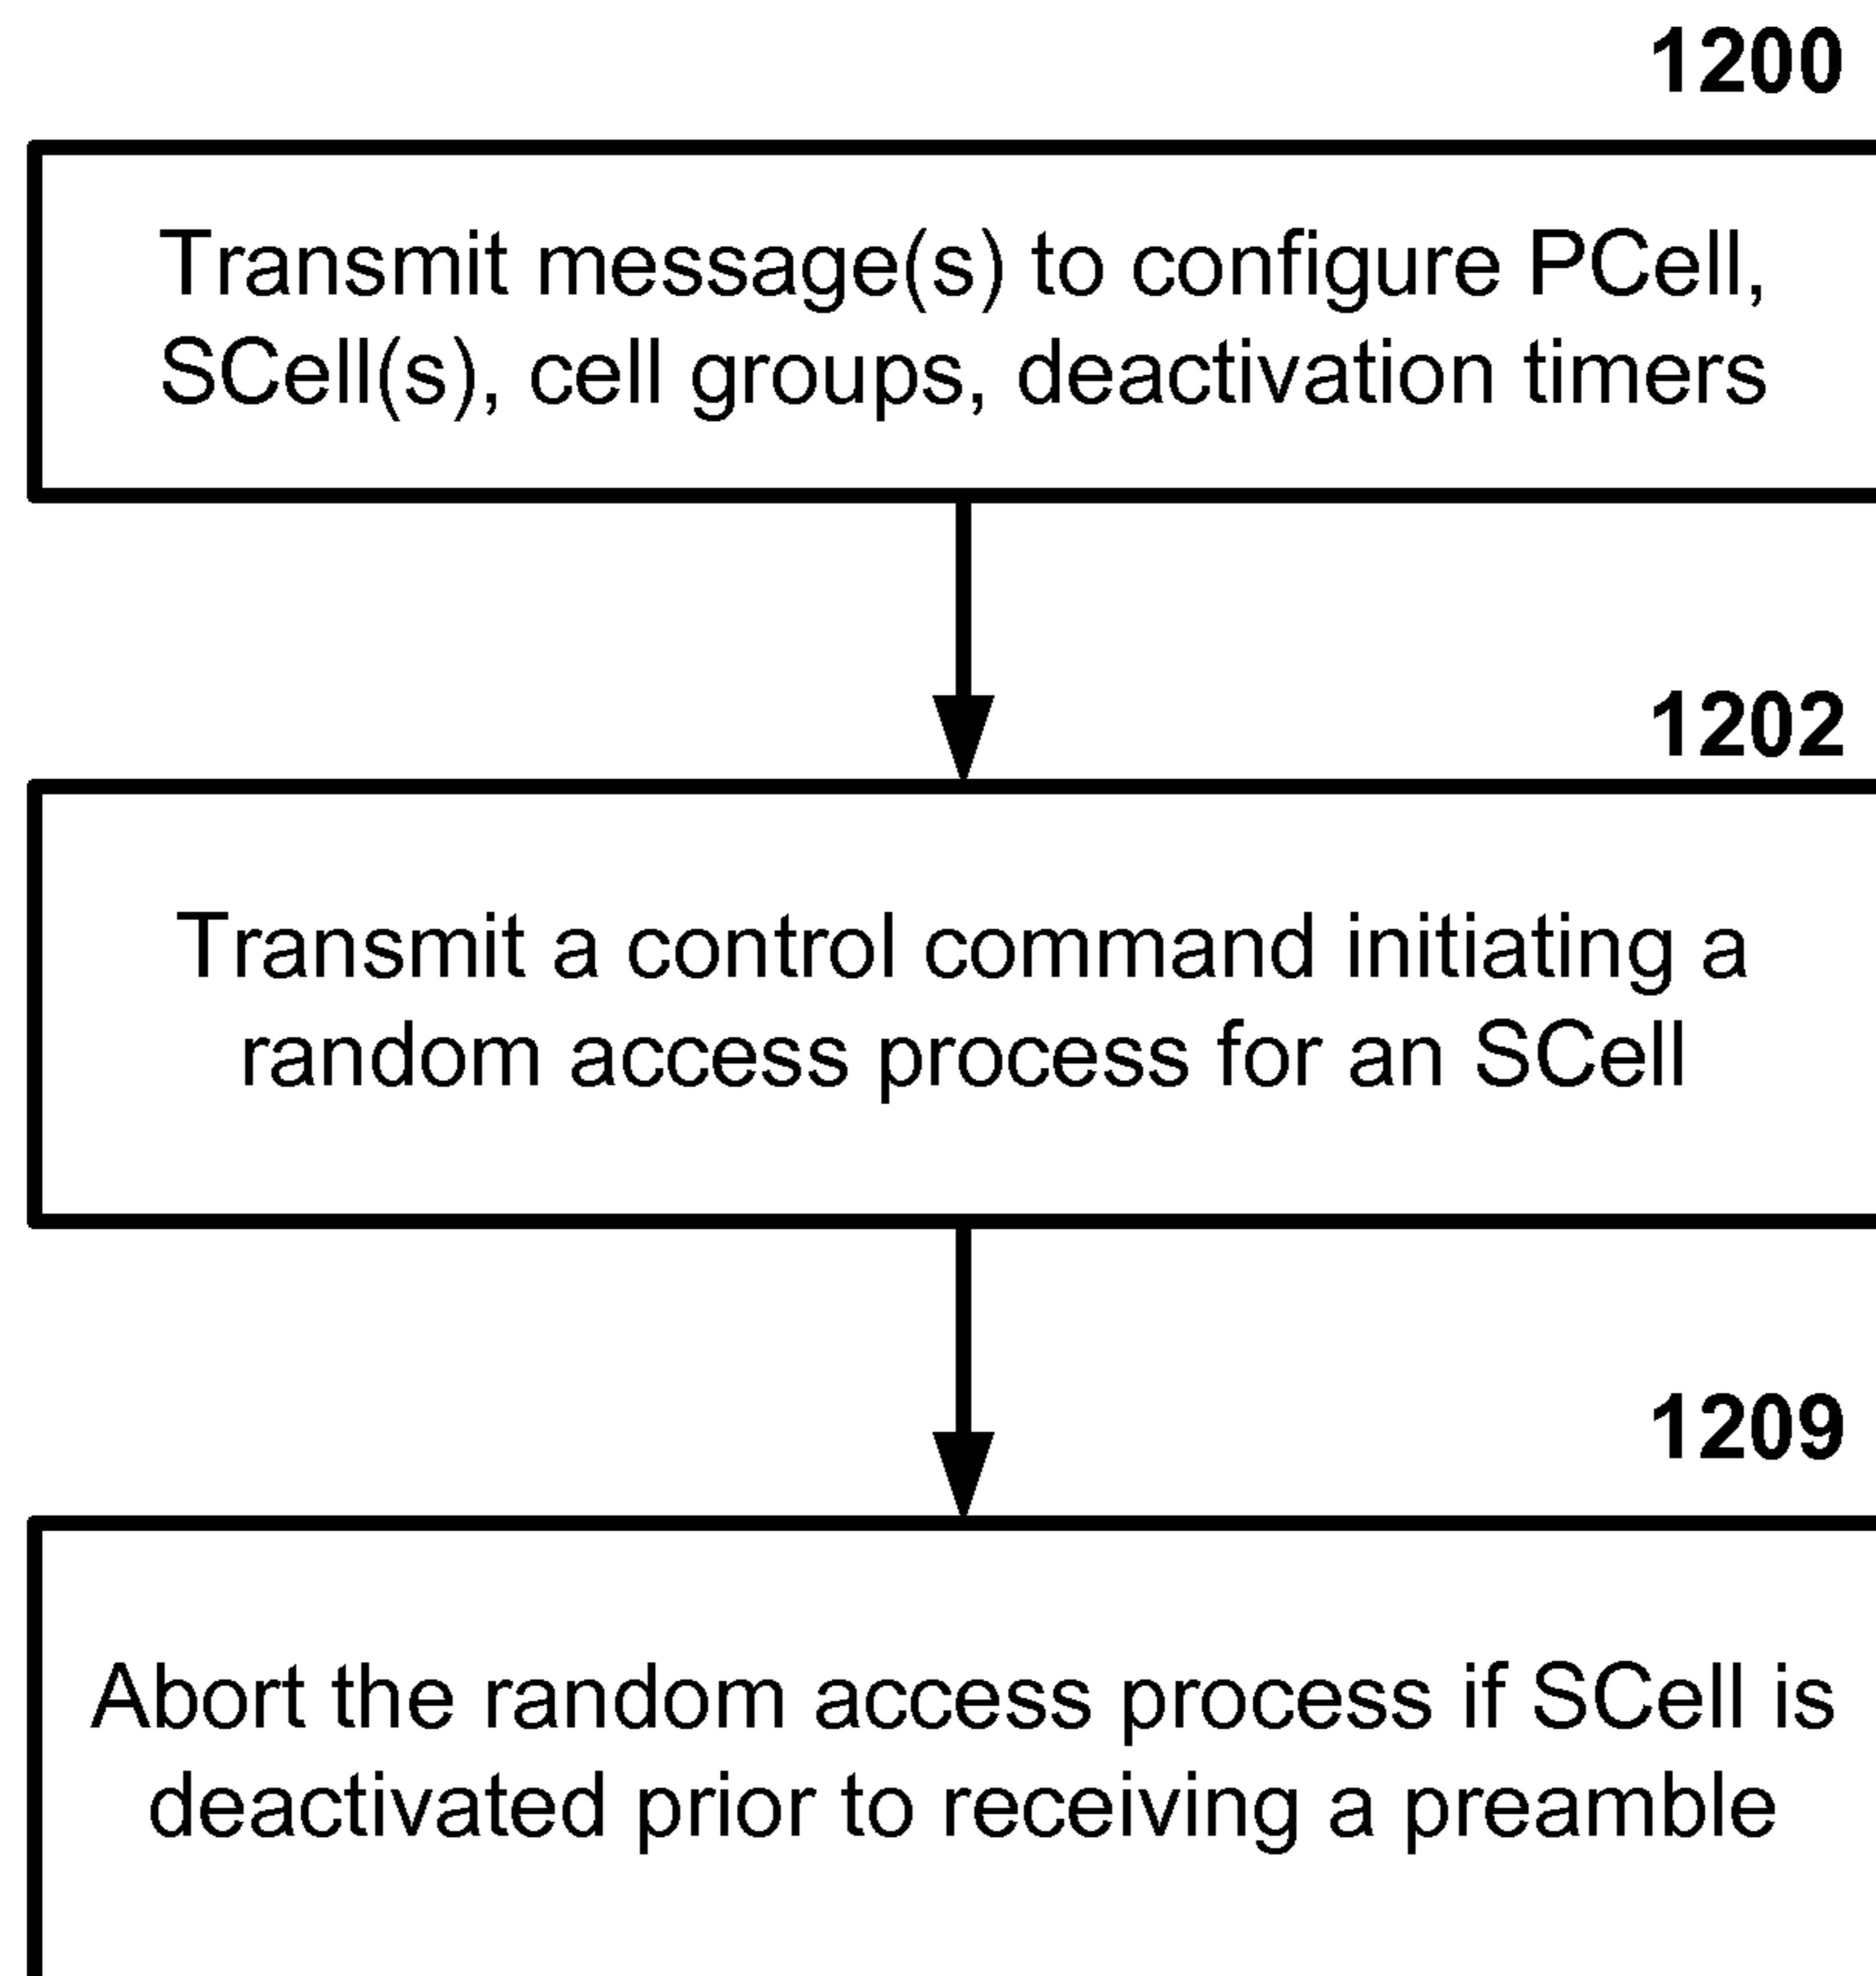 1200
Transmit message(s) to configure PCell,
SCell(s), cell groups, deactivation timers
1202
Transmit a control command initiating a
random access process for an SCell
1209
Abort the random access process if SCell is
deactivated prior to receiving a preamble